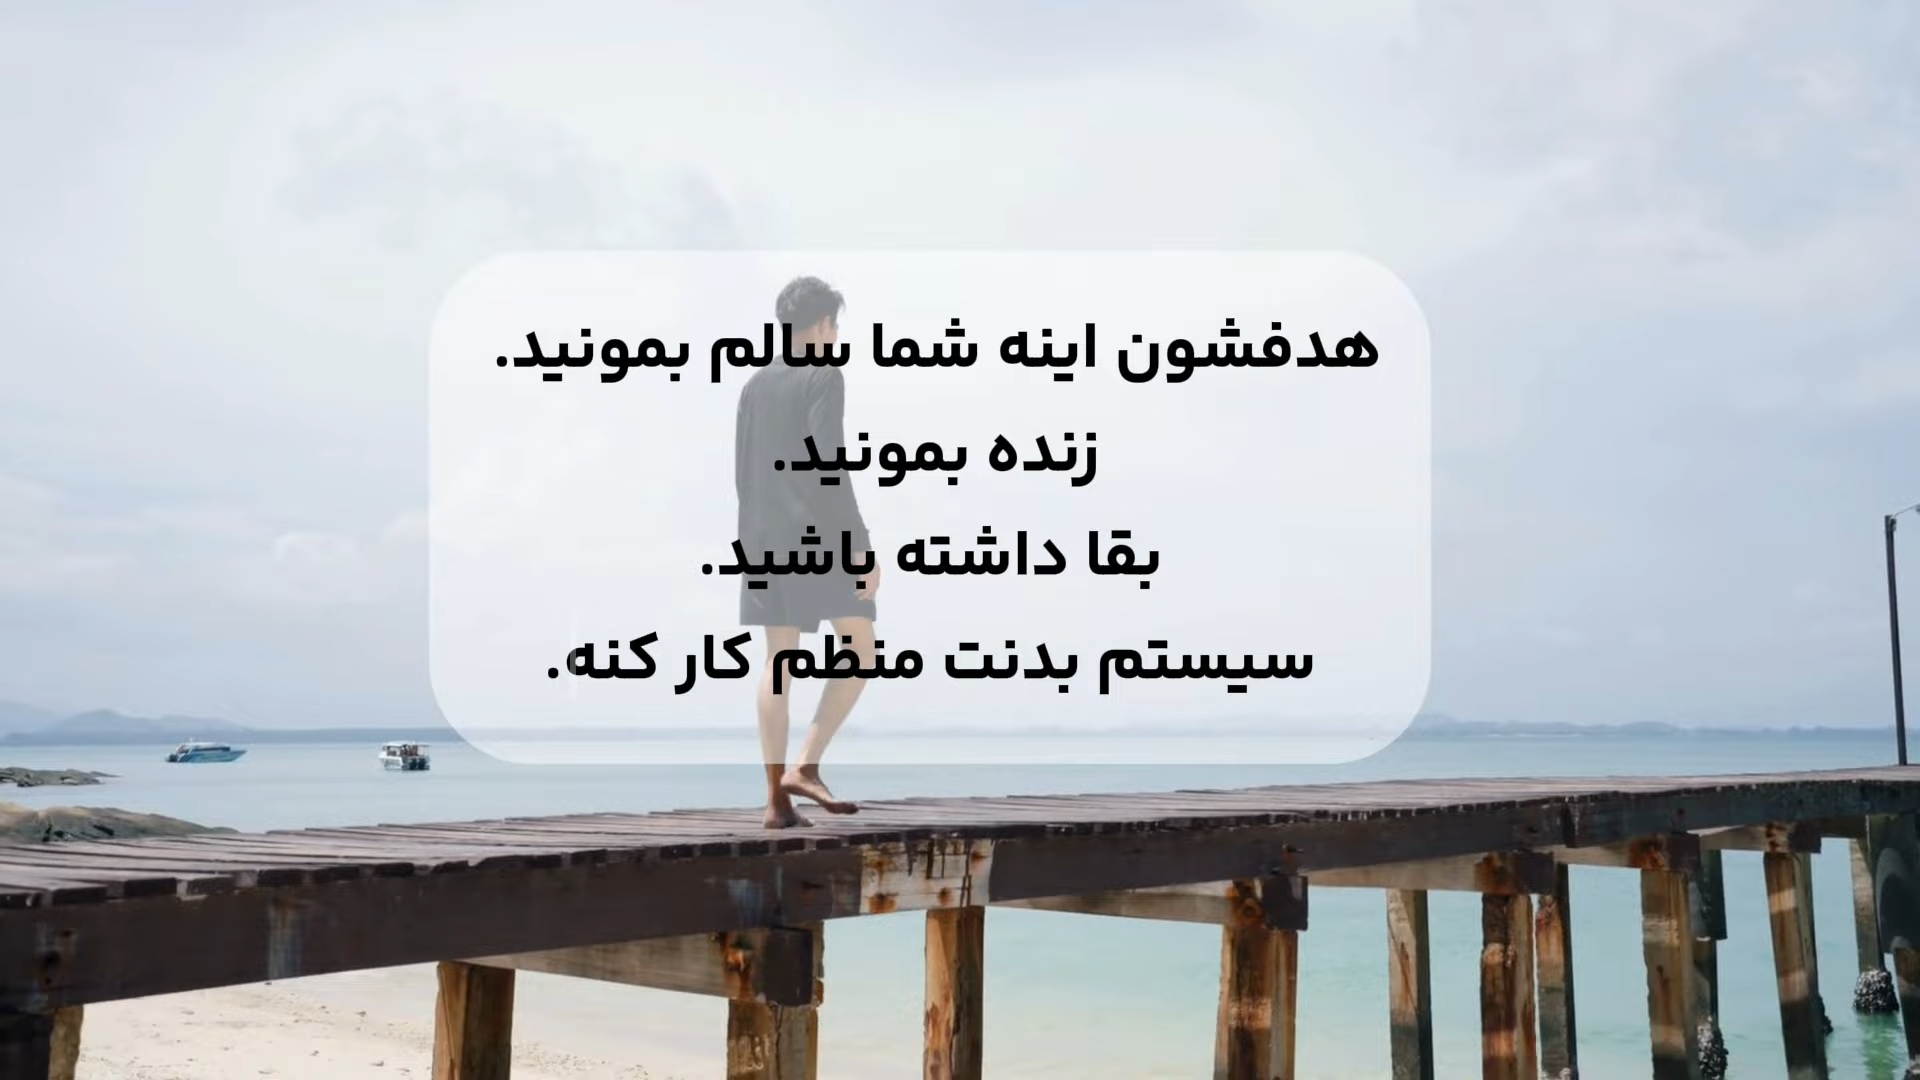 هدفشون اینه شما سالم بمونید.
زنده بمونید.
بقا داشته باشید.
سیستم بدنت منظم کار کنه.